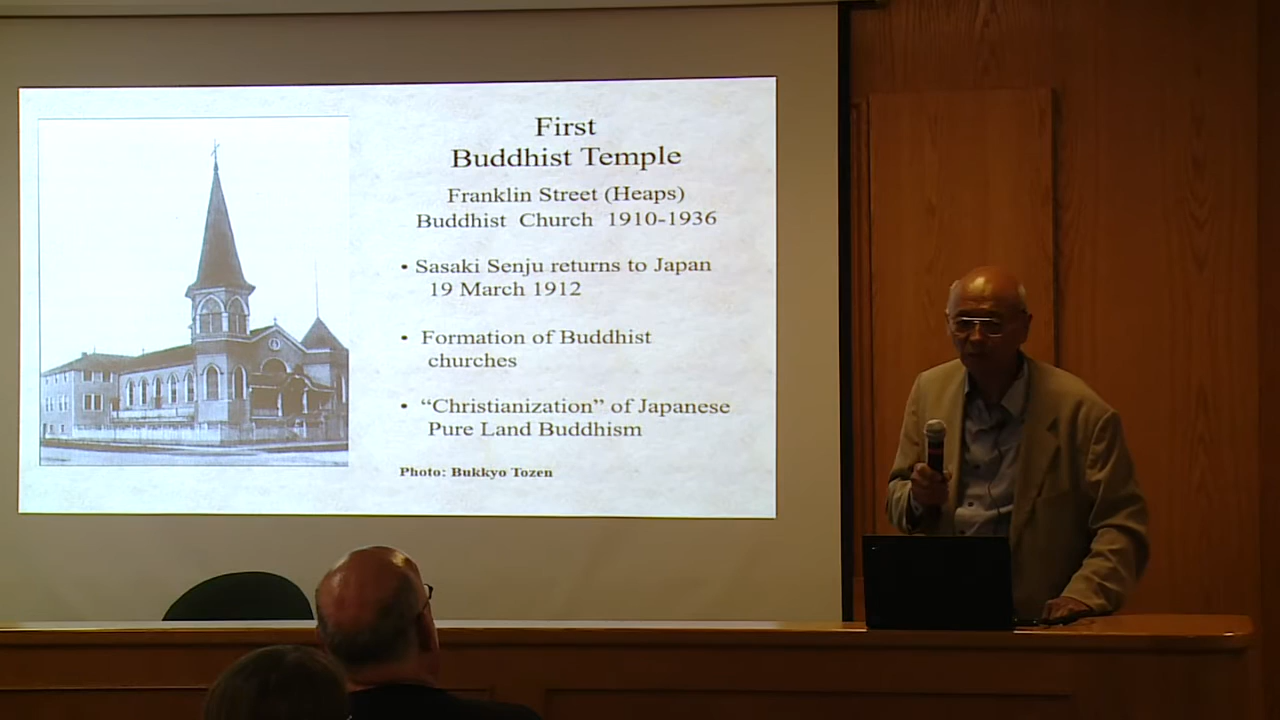 First
Buddhist Temple
Franklin Street (Heaps)
Buddhist Church 1910-1936
• Sasaki Senju returns to Japan
19 March 1912
• Formation of Buddhist
churches
• “Christianization” of Japanese
Pure Land Buddhism
Photo: Bukkyo Tozen